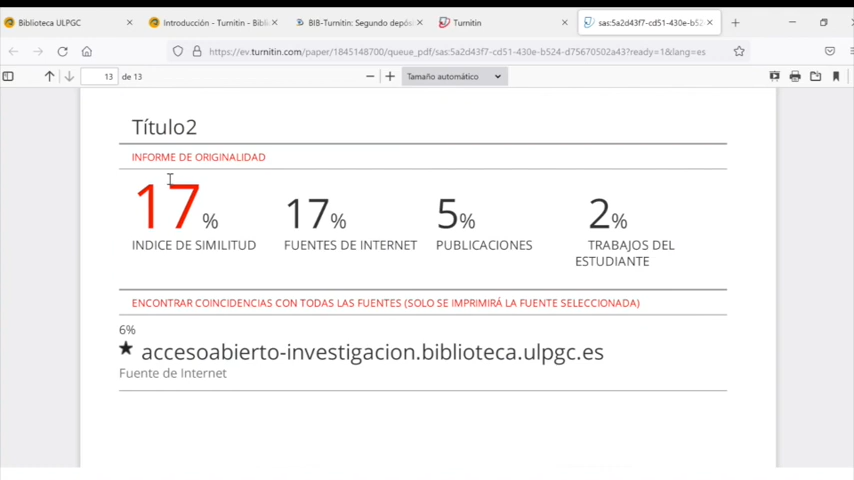 Biblioteca ULPGC
Introducción - Turnitin - Bibli
BIB-Turnitin: Segundo depós
Turnitin
sas:5a2d43f7-cd51-430e-b52
https://ev.turnitin.com/paper/1845148700/queue_pdf/sas:5a2d43f7-cd51-430e-b524-d75670502a43?ready=1&lang=es
13 de 13
Tamaño automático
Título2
INFORME DE ORIGINALIDAD
17% 17% 5% 2%
INDICE DE SIMILITUD FUENTES DE INTERNET PUBLICACIONES TRABAJOS DEL
ESTUDIANTE
ENCONTRAR COINCIDENCIAS CON TODAS LAS FUENTES (SOLO SE IMPRIMIRÁ LA FUENTE SELECCIONADA)
6%
accesoabierto-investigacion.biblioteca.ulpgc.es
Fuente de Internet